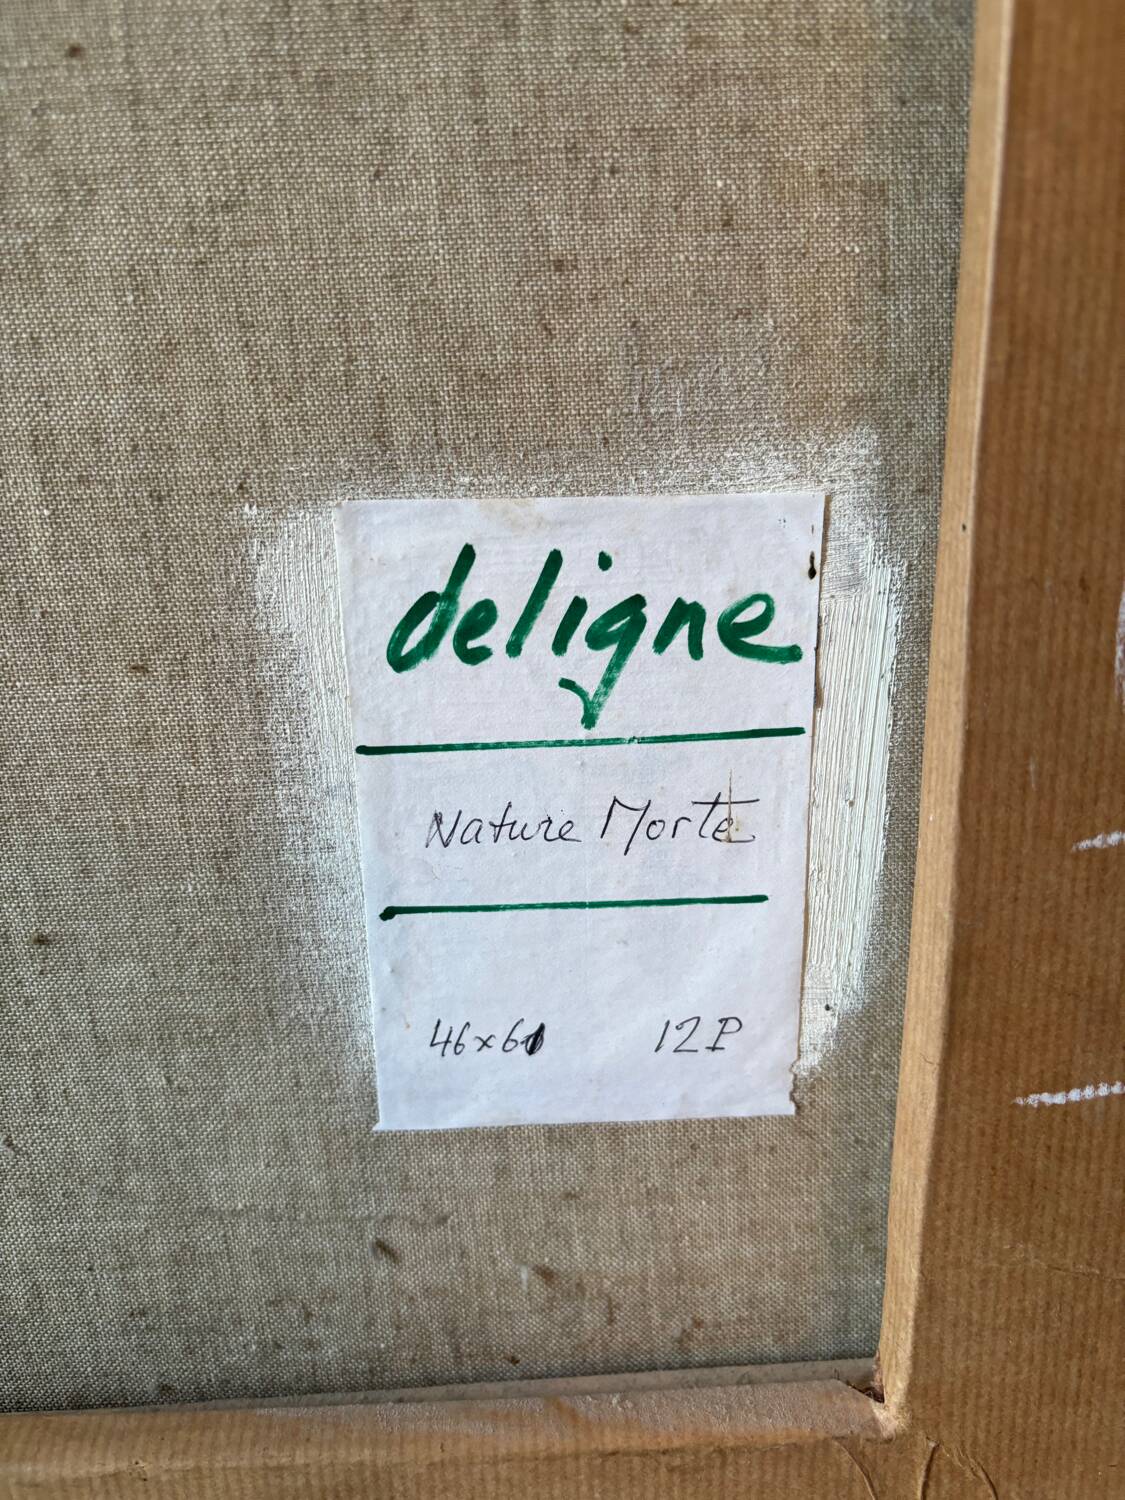 deligne
Nature Morte
46x61 12P